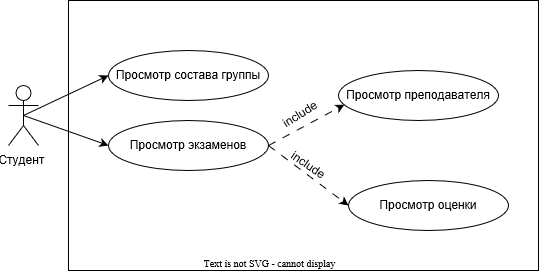 Просмотр состава группы
Просмотр преподавателя
include
Просмотр экзаменов
include
Студент
Просмотр оценки
Text is not SVG - cannot display